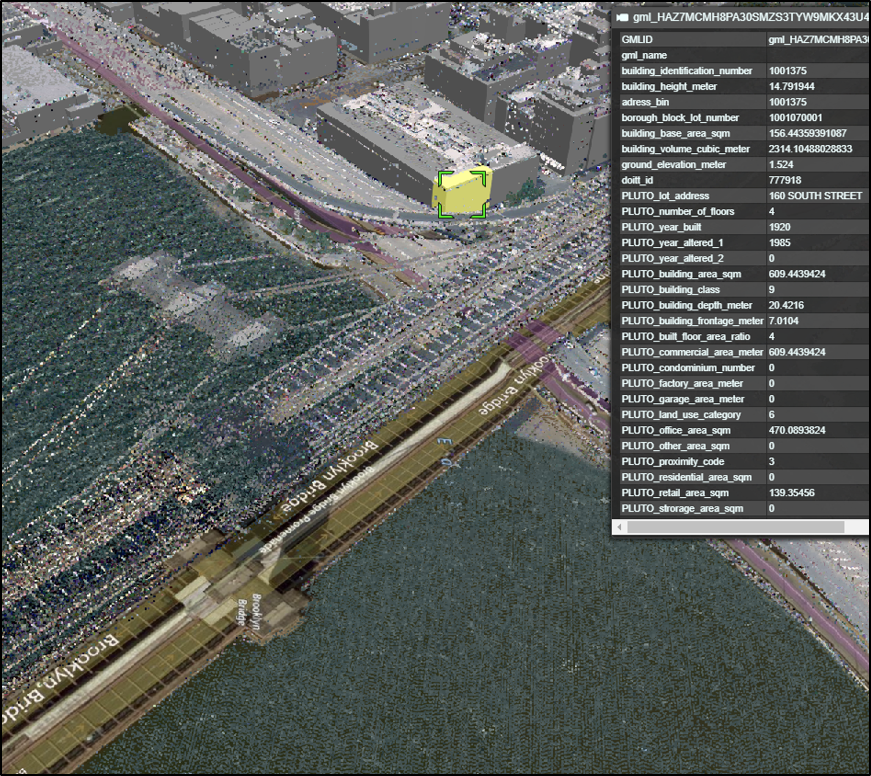 gml_HAZ7MCMH8PA30SMZS3TYW9MKX43U4
GMLID gml_HAZ7MCMH8PA30
gml_name
building_identification_number 1001375
building_height_meter 14.791944
adress_bin 1001375
borough_block_lot_number 1001070001
building_base_area_sqm 156.44359391087
building_volume_cubic_meter 2314.10488028833
ground_elevation_meter 1.524
doitt_id 777918
PLUTO_lot_address 160 SOUTH STREET
PLUTO_number_of_floors 4
PLUTO_year_built 1920
PLUTO_year_altered_1 1985
PLUTO_year_altered_2 0
PLUTO_building_area_sqm 609.4439424
PLUTO_building_class 9
PLUTO_building_depth_meter 20.4216
PLUTO_building_frontage_meter 7.0104
PLUTO_built_floor_area_ratio 4
PLUTO_commercial_area_meter 609.4439424
PLUTO_condominium_number 0
PLUTO_factory_area_meter 0
PLUTO_garage_area_meter 0
PLUTO_land_use_category 6
PLUTO_office_area_sqm 470.0893824
PLUTO_other_area_sqm 0
PLUTO_proximity_code 3
PLUTO_residential_area_sqm 0
PLUTO_retail_area_sqm 139.35456
PLUTO_strorage_area_sqm 0
Brooklyn Bridge
Brooklyn Bridge
Brooklyn Bridge Promenade
Brooklyn
Bridge
Brooklyn Bridge